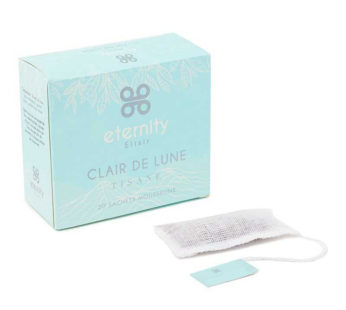 eternity
Elixir
CLAIR DE LUNE
TISANE
20 SACHETS MOUSSELINE